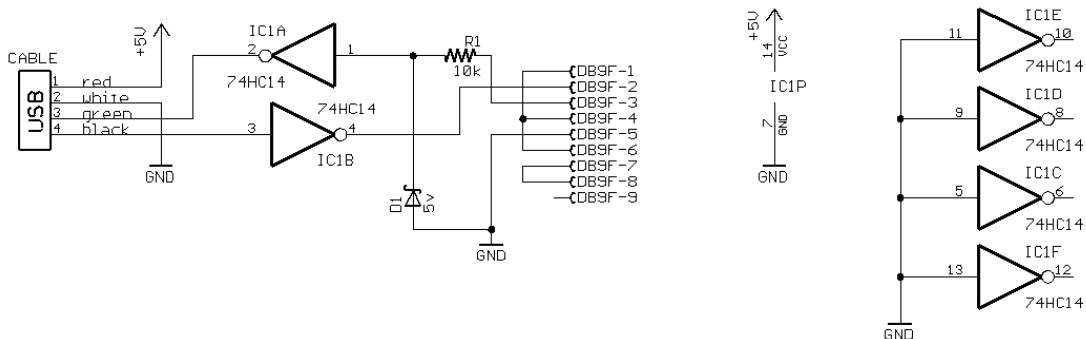 CABLE
USB
1 red
2 white
3 green
4 black
+5V
GND
IC1A
2
1
74HC14
74HC14
3
4
IC1B
R1
10k
D1
5v
GND
DB9F-1
DB9F-2
DB9F-3
DB9F-4
DB9F-5
DB9F-6
DB9F-7
DB9F-8
DB9F-9
+5V
14
VCC
IC1P
7
GND
GND
IC1E
11
10
74HC14
IC1D
9
8
74HC14
IC1C
5
6
74HC14
IC1F
13
12
74HC14
GND